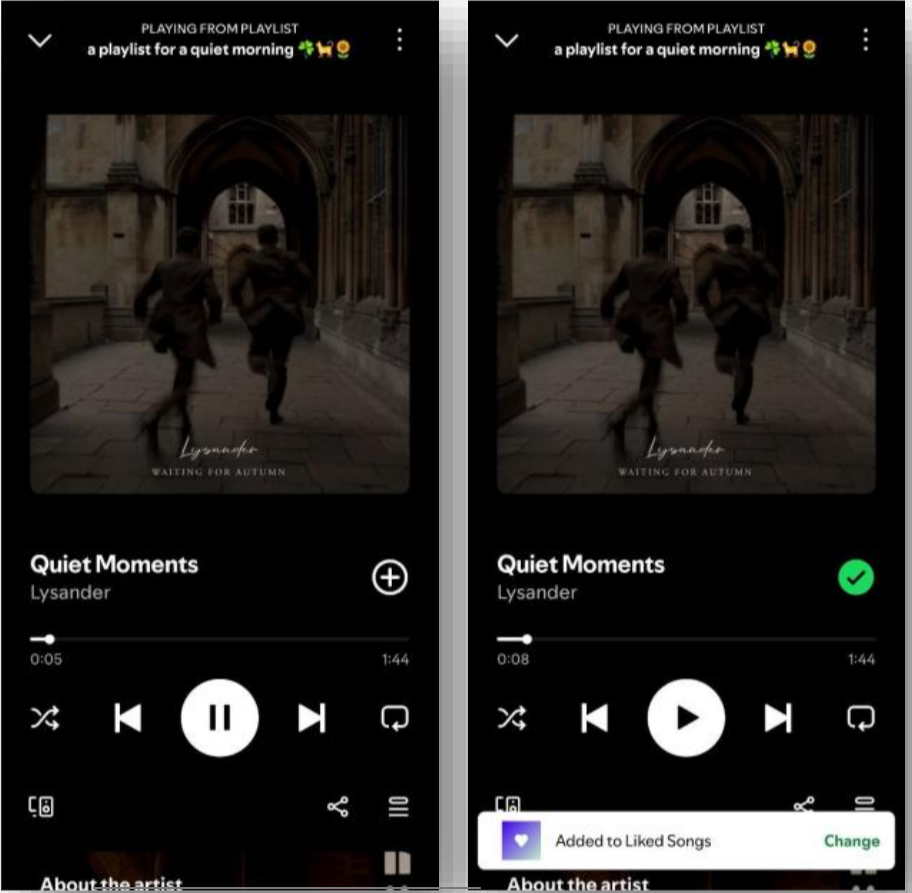 PLAYING FROM PLAYLIST
a playlist for a quiet morning 🍀🐈🌻
Lysander
WAITING FOR AUTUMN
Quiet Moments
Lysander
0:05
1:44
About the artist
PLAYING FROM PLAYLIST
a playlist for a quiet morning 🍀🐈🌻
Lysander
WAITING FOR AUTUMN
Quiet Moments
Lysander
0:08
1:44
Added to Liked Songs
Change
About the artist